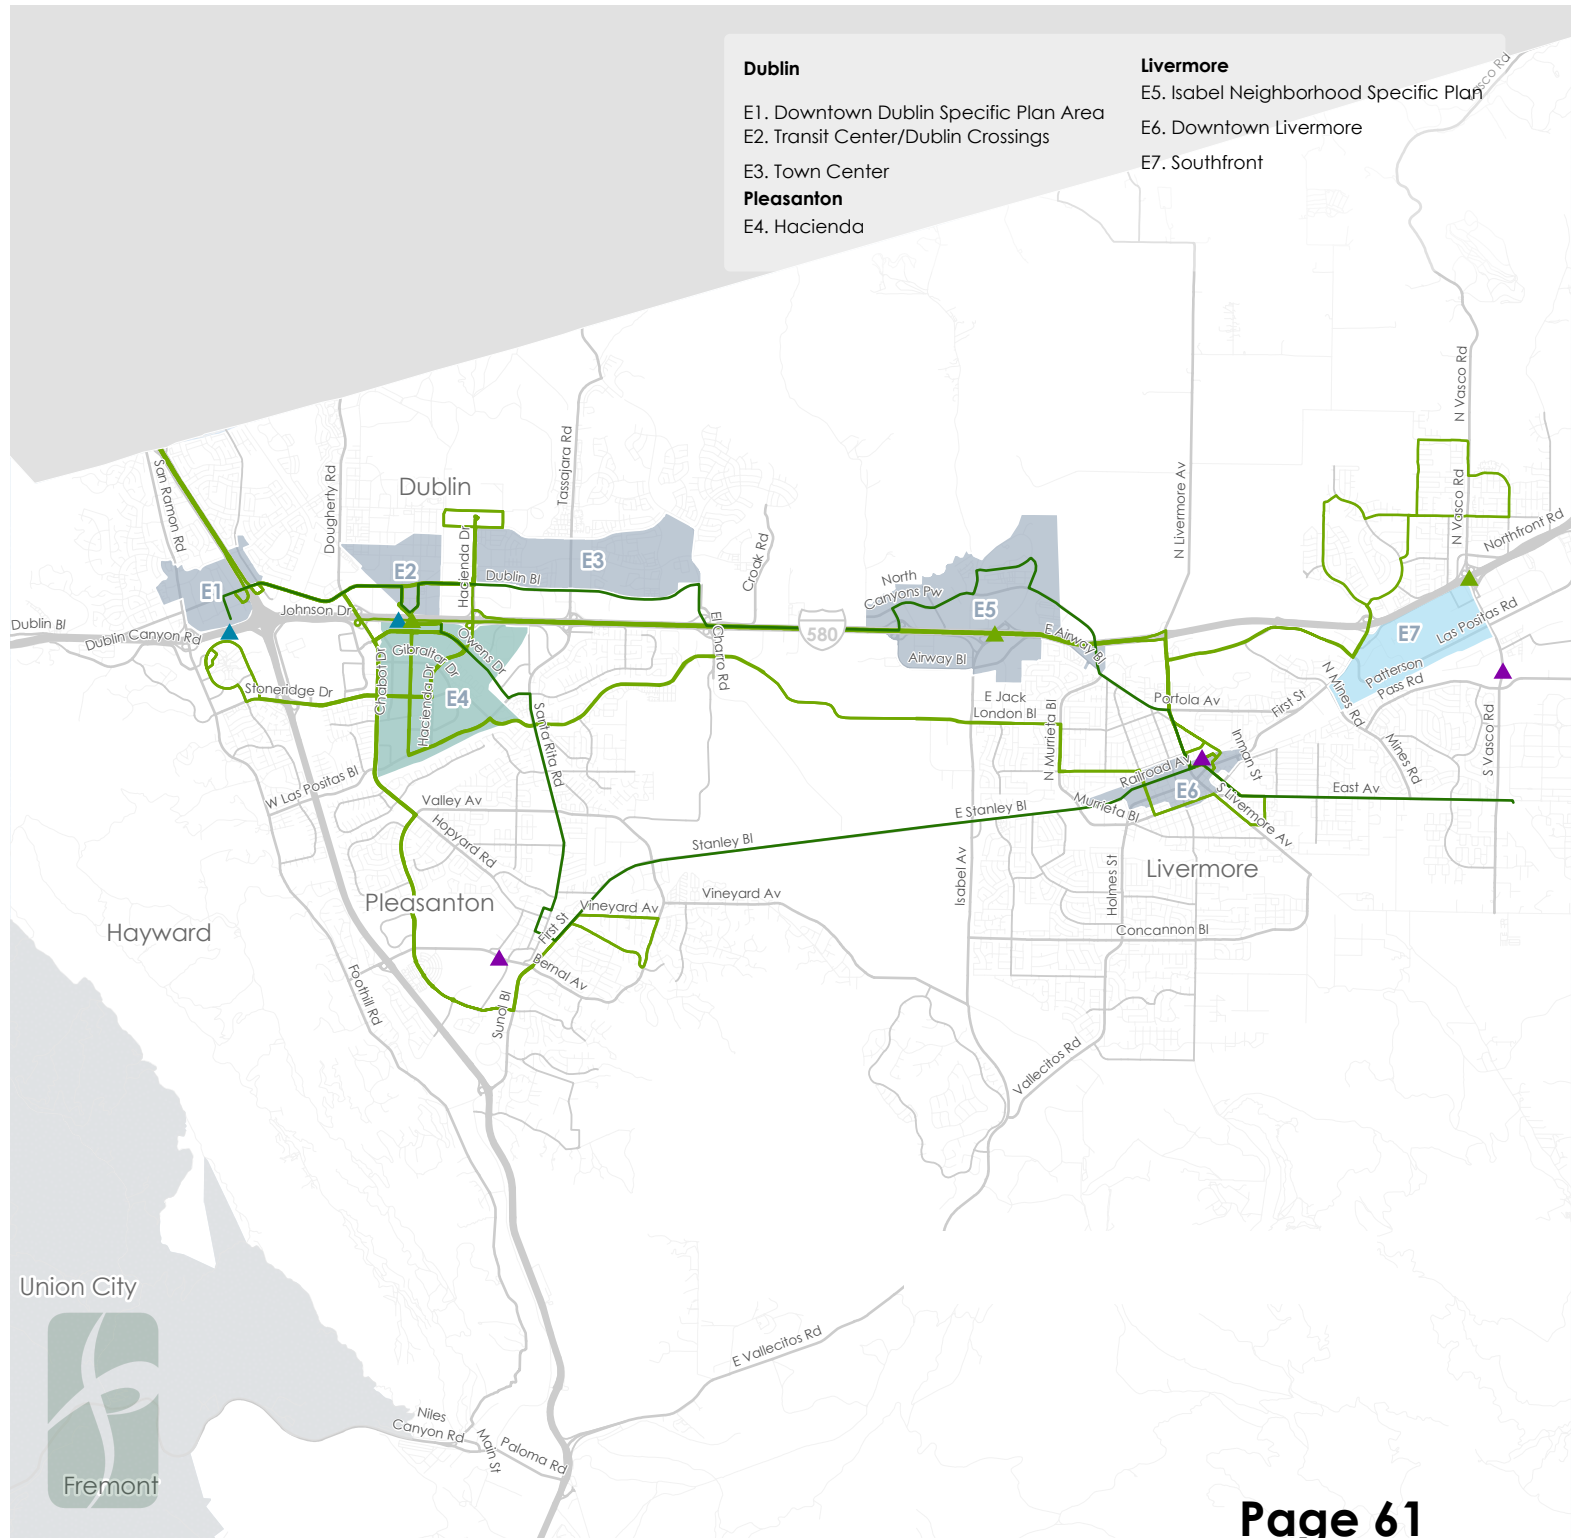 Dublin
E1. Downtown Dublin Specific Plan Area
E2. Transit Center/Dublin Crossings
E3. Town Center
Pleasanton
E4. Hacienda
Livermore
E5. Isabel Neighborhood Specific Plan
E6. Downtown Livermore
E7. Southfront
sco Rd
N Vasco Rd
N Vasco Rd
Northfront Rd
N Livermore Av
San Ramon Rd
Dougherty Rd
Dublin
Tassajara Rd
Hacienda Dr
Croak Rd
E1
E2
E3
Dublin Bl
North
Canyons Pw
E5
Johnson Dr
Dublin Bl
Dublin Canyon Rd
El Charro Rd
580
E Airway Bl
Airway Bl
E7
Las Positas Rd
Patterson
Pass Rd
N Mines Rd
Owens Dr
Gibraltar Dr
Chabot Dr
Hacienda Dr
E4
Stoneridge Dr
Santa Rita Rd
E Jack
London Bl
N Murrieta Bl
Portola Av
First St
Inman St
Mines Rd
S Vasco Rd
W Las Positas Bl
Valley Av
Hopyard Rd
Railroad Av
E6
Murrieta Bl
S Livermore Av
East Av
E Stanley Bl
Stanley Bl
Isabel Av
Holmes St
Livermore
Pleasanton
Vineyard Av
Vineyard Av
First St
Bernal Av
Concannon Bl
Hayward
Foothill Rd
Sunol Bl
Vallecitos Rd
Union City
E Vallecitos Rd
Niles
Canyon Rd
Main St
Paloma Rd
Fremont
Page 61